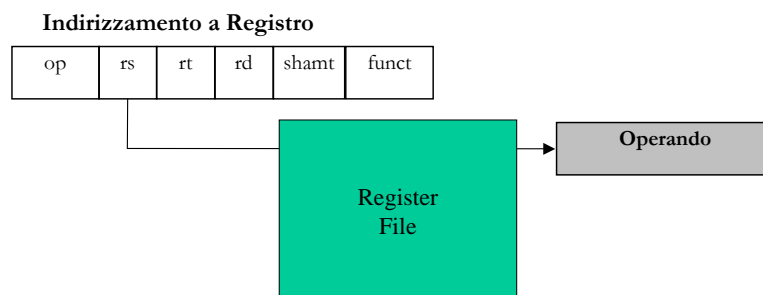 Indirizzamento a Registro
op rs rt rd shamt funct
Operando
Register
File